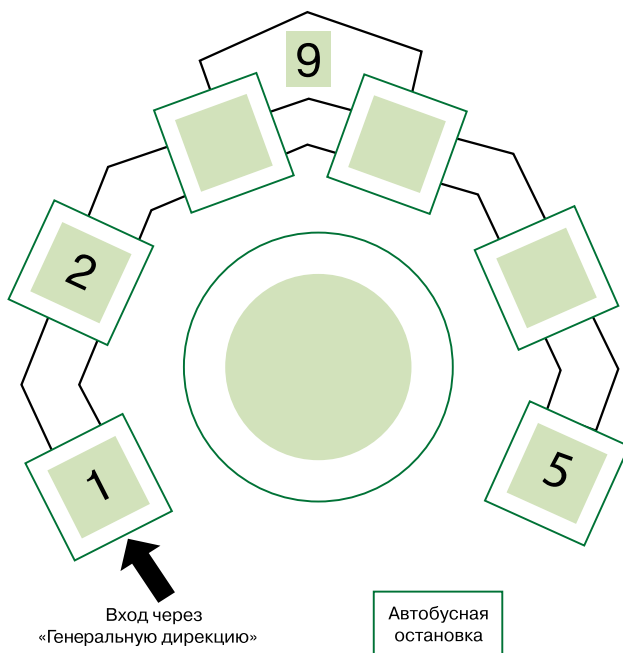 9
2
1
5
Вход через
«Генеральную дирекцию»
Автобусная
остановка